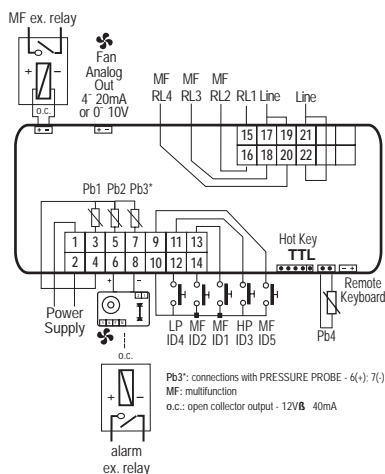 MF ex. relay
+
-
o.c.
+ -
Fan
Analog
Out
4¯ 20mA
or 0¯ 10V
+ -
MF
RL4
MF
RL3
MF
RL2
RL1
Line
Line
15 17 19 21
16 18 20 22
Pb1 Pb2 Pb3*
1 3 5 7 9 11 13
2 4 6 8 10 12 14
Hot Key
TTL
- +
Remote
Keyboard
Pb4
Power
Supply
+
-
o.c.
LP
ID4
MF
ID2
MF
ID1
HP
ID3
MF
ID5
+
-
alarm
ex. relay
Pb3*: connections with PRESSURE PROBE - 6(+); 7(-)
MF: multifunction
o.c.: open collector output - 12Vß 40mA